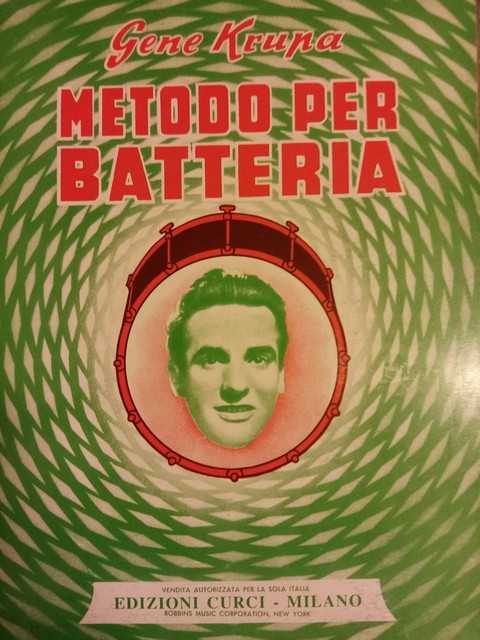 Gene Krupa
METODO PER
BATTERIA
VENDITA AUTORIZZATA PER LA SOLA ITALIA
EDIZIONI CURCI - MILANO
ROBBINS MUSIC CORPORATION, NEW YORK